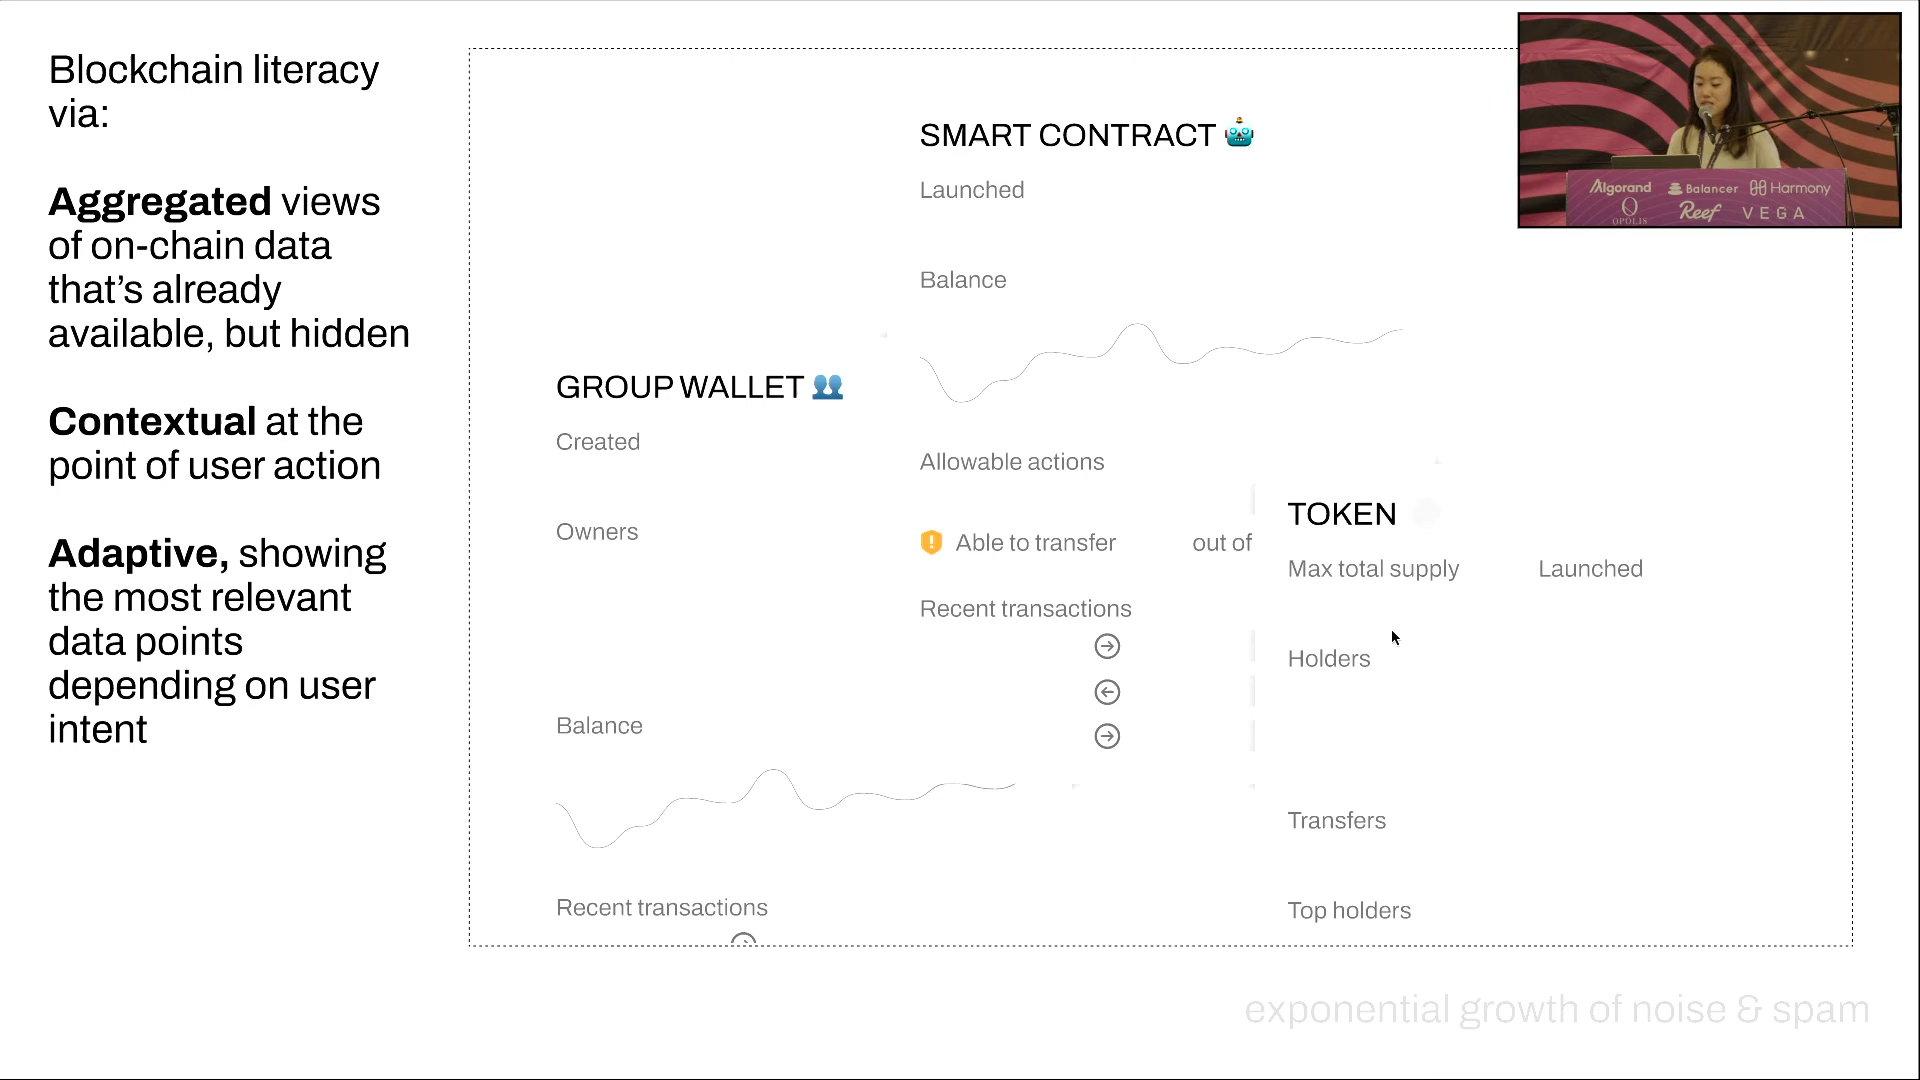 Blockchain literacy
via:
Aggregated views
of on-chain data
that’s already
available, but hidden
Contextual at the
point of user action
Adaptive, showing
the most relevant
data points
depending on user
intent
SMART CONTRACT
Launched
Balance
Allowable actions
Able to transfer out of
Recent transactions
GROUP WALLET
Created
Owners
Balance
Recent transactions
TOKEN
Max total supply Launched
Holders
Transfers
Top holders
Algorand Balancer Harmony
OPOLIS Reef VEGA
exponential growth of noise & spam